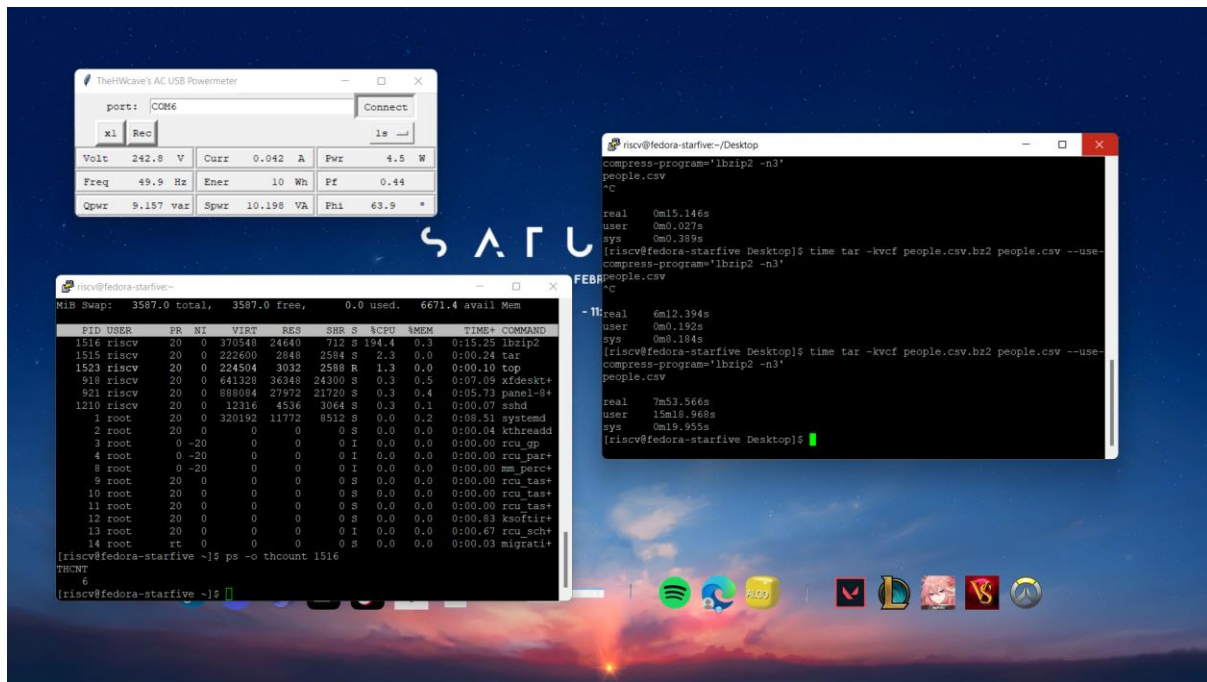 TheHWcave's AC USB Powermeter
port: COM6 Connect
x1 Rec 1s
Volt 242.8 V Curr 0.042 A Pwr 4.5 W
Freq 49.9 Hz Ener 10 Wh Pf 0.44
Qpwr 9.157 var Spwr 10.198 VA Phi 63.9 °
SATU
FEBR
- 11:
riscv@fedora-starfive:~/Desktop
compress-program='lbzip2 -n3'
people.csv
^C
real 0m15.146s
user 0m0.027s
sys 0m0.389s
[riscv@fedora-starfive Desktop]$ time tar -kvcf people.csv.bz2 people.csv --use-
compress-program='lbzip2 -n3'
people.csv
^C
real 6m12.394s
user 0m0.192s
sys 0m8.184s
[riscv@fedora-starfive Desktop]$ time tar -kvcf people.csv.bz2 people.csv --use-
compress-program='lbzip2 -n3'
people.csv
real 7m53.566s
user 15m18.968s
sys 0m19.955s
[riscv@fedora-starfive Desktop]$
riscv@fedora-starfive:~
MiB Swap: 3587.0 total, 3587.0 free, 0.0 used. 6671.4 avail Mem
PID USER PR NI VIRT RES SHR S %CPU %MEM TIME+ COMMAND
1516 riscv 20 0 370548 24640 712 S 194.4 0.3 0:15.25 lbzip2
1515 riscv 20 0 222600 2848 2584 S 2.3 0.0 0:00.24 tar
1523 riscv 20 0 224504 3032 2588 R 1.3 0.0 0:00.10 top
918 riscv 20 0 641328 36348 24300 S 0.3 0.5 0:07.09 xfdeskt+
921 riscv 20 0 888084 27972 21720 S 0.3 0.4 0:05.73 panel-8+
1210 riscv 20 0 12316 4536 3064 S 0.3 0.1 0:00.07 sshd
1 root 20 0 320192 11772 8512 S 0.0 0.2 0:08.51 systemd
2 root 20 0 0 0 0 S 0.0 0.0 0:00.04 kthreadd
3 root 0 -20 0 0 0 I 0.0 0.0 0:00.00 rcu_gp
4 root 0 -20 0 0 0 I 0.0 0.0 0:00.00 rcu_par+
8 root 0 -20 0 0 0 I 0.0 0.0 0:00.00 mm_perc+
9 root 20 0 0 0 0 S 0.0 0.0 0:00.00 rcu_tas+
10 root 20 0 0 0 0 S 0.0 0.0 0:00.00 rcu_tas+
11 root 20 0 0 0 0 S 0.0 0.0 0:00.00 rcu_tas+
12 root 20 0 0 0 0 S 0.0 0.0 0:00.83 ksoftir+
13 root 20 0 0 0 0 I 0.0 0.0 0:00.67 rcu_sch+
14 root rt 0 0 0 0 S 0.0 0.0 0:00.03 migrati+
[riscv@fedora-starfive ~]$ ps -o thcount 1516
THCNT
6
[riscv@fedora-starfive ~]$
ALGO
VS